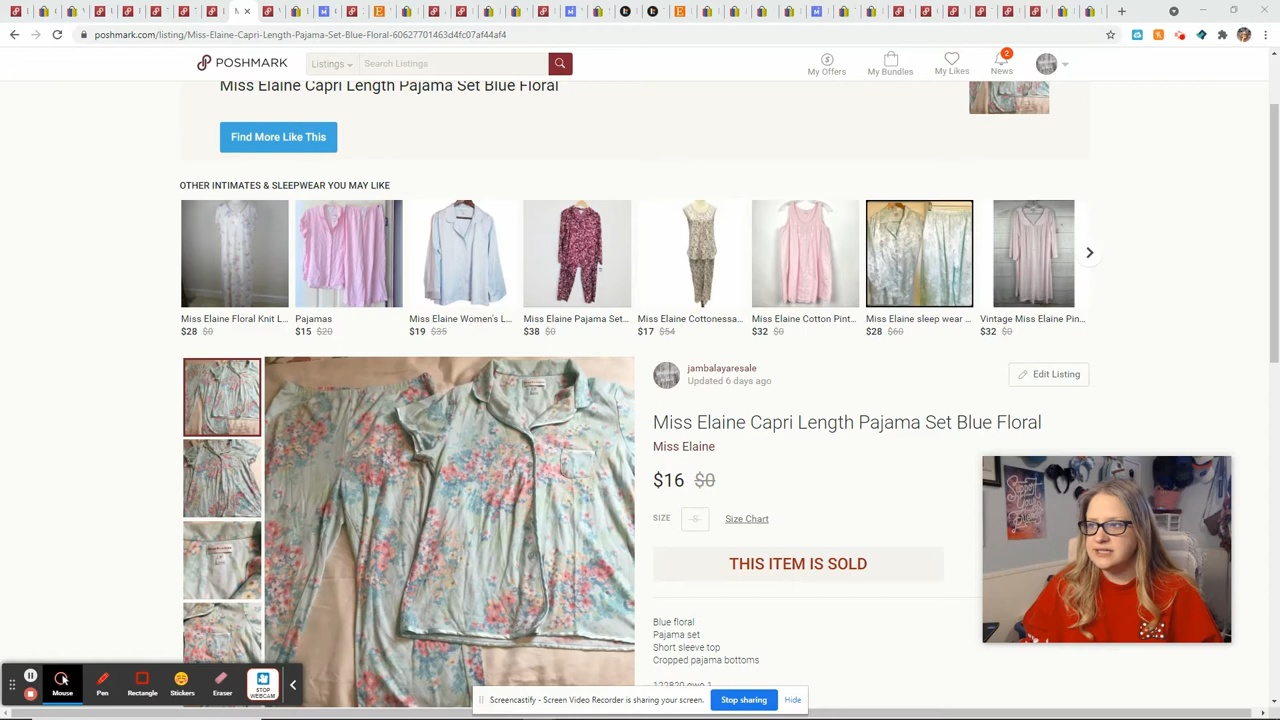 poshmark.com/listing/Miss-Elaine-Capri-Length-Pajama-Set-Blue-Floral-60627701463d4fc07af44af4
POSHMARK
Listings
Search Listings
My Offers
My Bundles
My Likes
2
News
Miss Elaine Capri Length Pajama Set Blue Floral
Find More Like This
OTHER INTIMATES & SLEEPWEAR YOU MAY LIKE
Miss Elaine Floral Knit L...
$28 $0
Pajamas
$15 $20
Miss Elaine Women's L...
$19 $35
Miss Elaine Pajama Set...
$38 $0
Miss Elaine Cottonessa...
$17 $54
Miss Elaine Cotton Pint...
$32 $0
Miss Elaine sleep wear ...
$28 $60
Vintage Miss Elaine Pin...
$32 $0
jambalayaresale
Updated 6 days ago
Edit Listing
Miss Elaine Capri Length Pajama Set Blue Floral
Miss Elaine
$16 $0
SIZE
S
Size Chart
THIS ITEM IS SOLD
Blue floral
Pajama set
Short sleeve top
Cropped pajama bottoms
Support
Your
Mouse
Pen
Rectangle
Stickers
Eraser
STOP
WEBCAM
Screencastify - Screen Video Recorder is sharing your screen.
Stop sharing
Hide